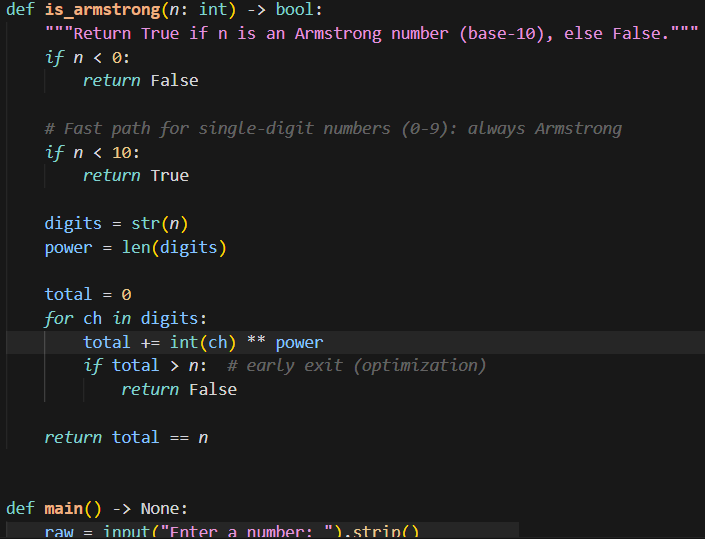 def is_armstrong(n: int) -> bool:
    """Return True if n is an Armstrong number (base-10), else False."""
    if n < 0:
        return False

    # Fast path for single-digit numbers (0-9): always Armstrong
    if n < 10:
        return True

    digits = str(n)
    power = len(digits)

    total = 0
    for ch in digits:
        total += int(ch) ** power
        if total > n:  # early exit (optimization)
            return False

    return total == n


def main() -> None:
    raw = input("Enter a number: ").strip()